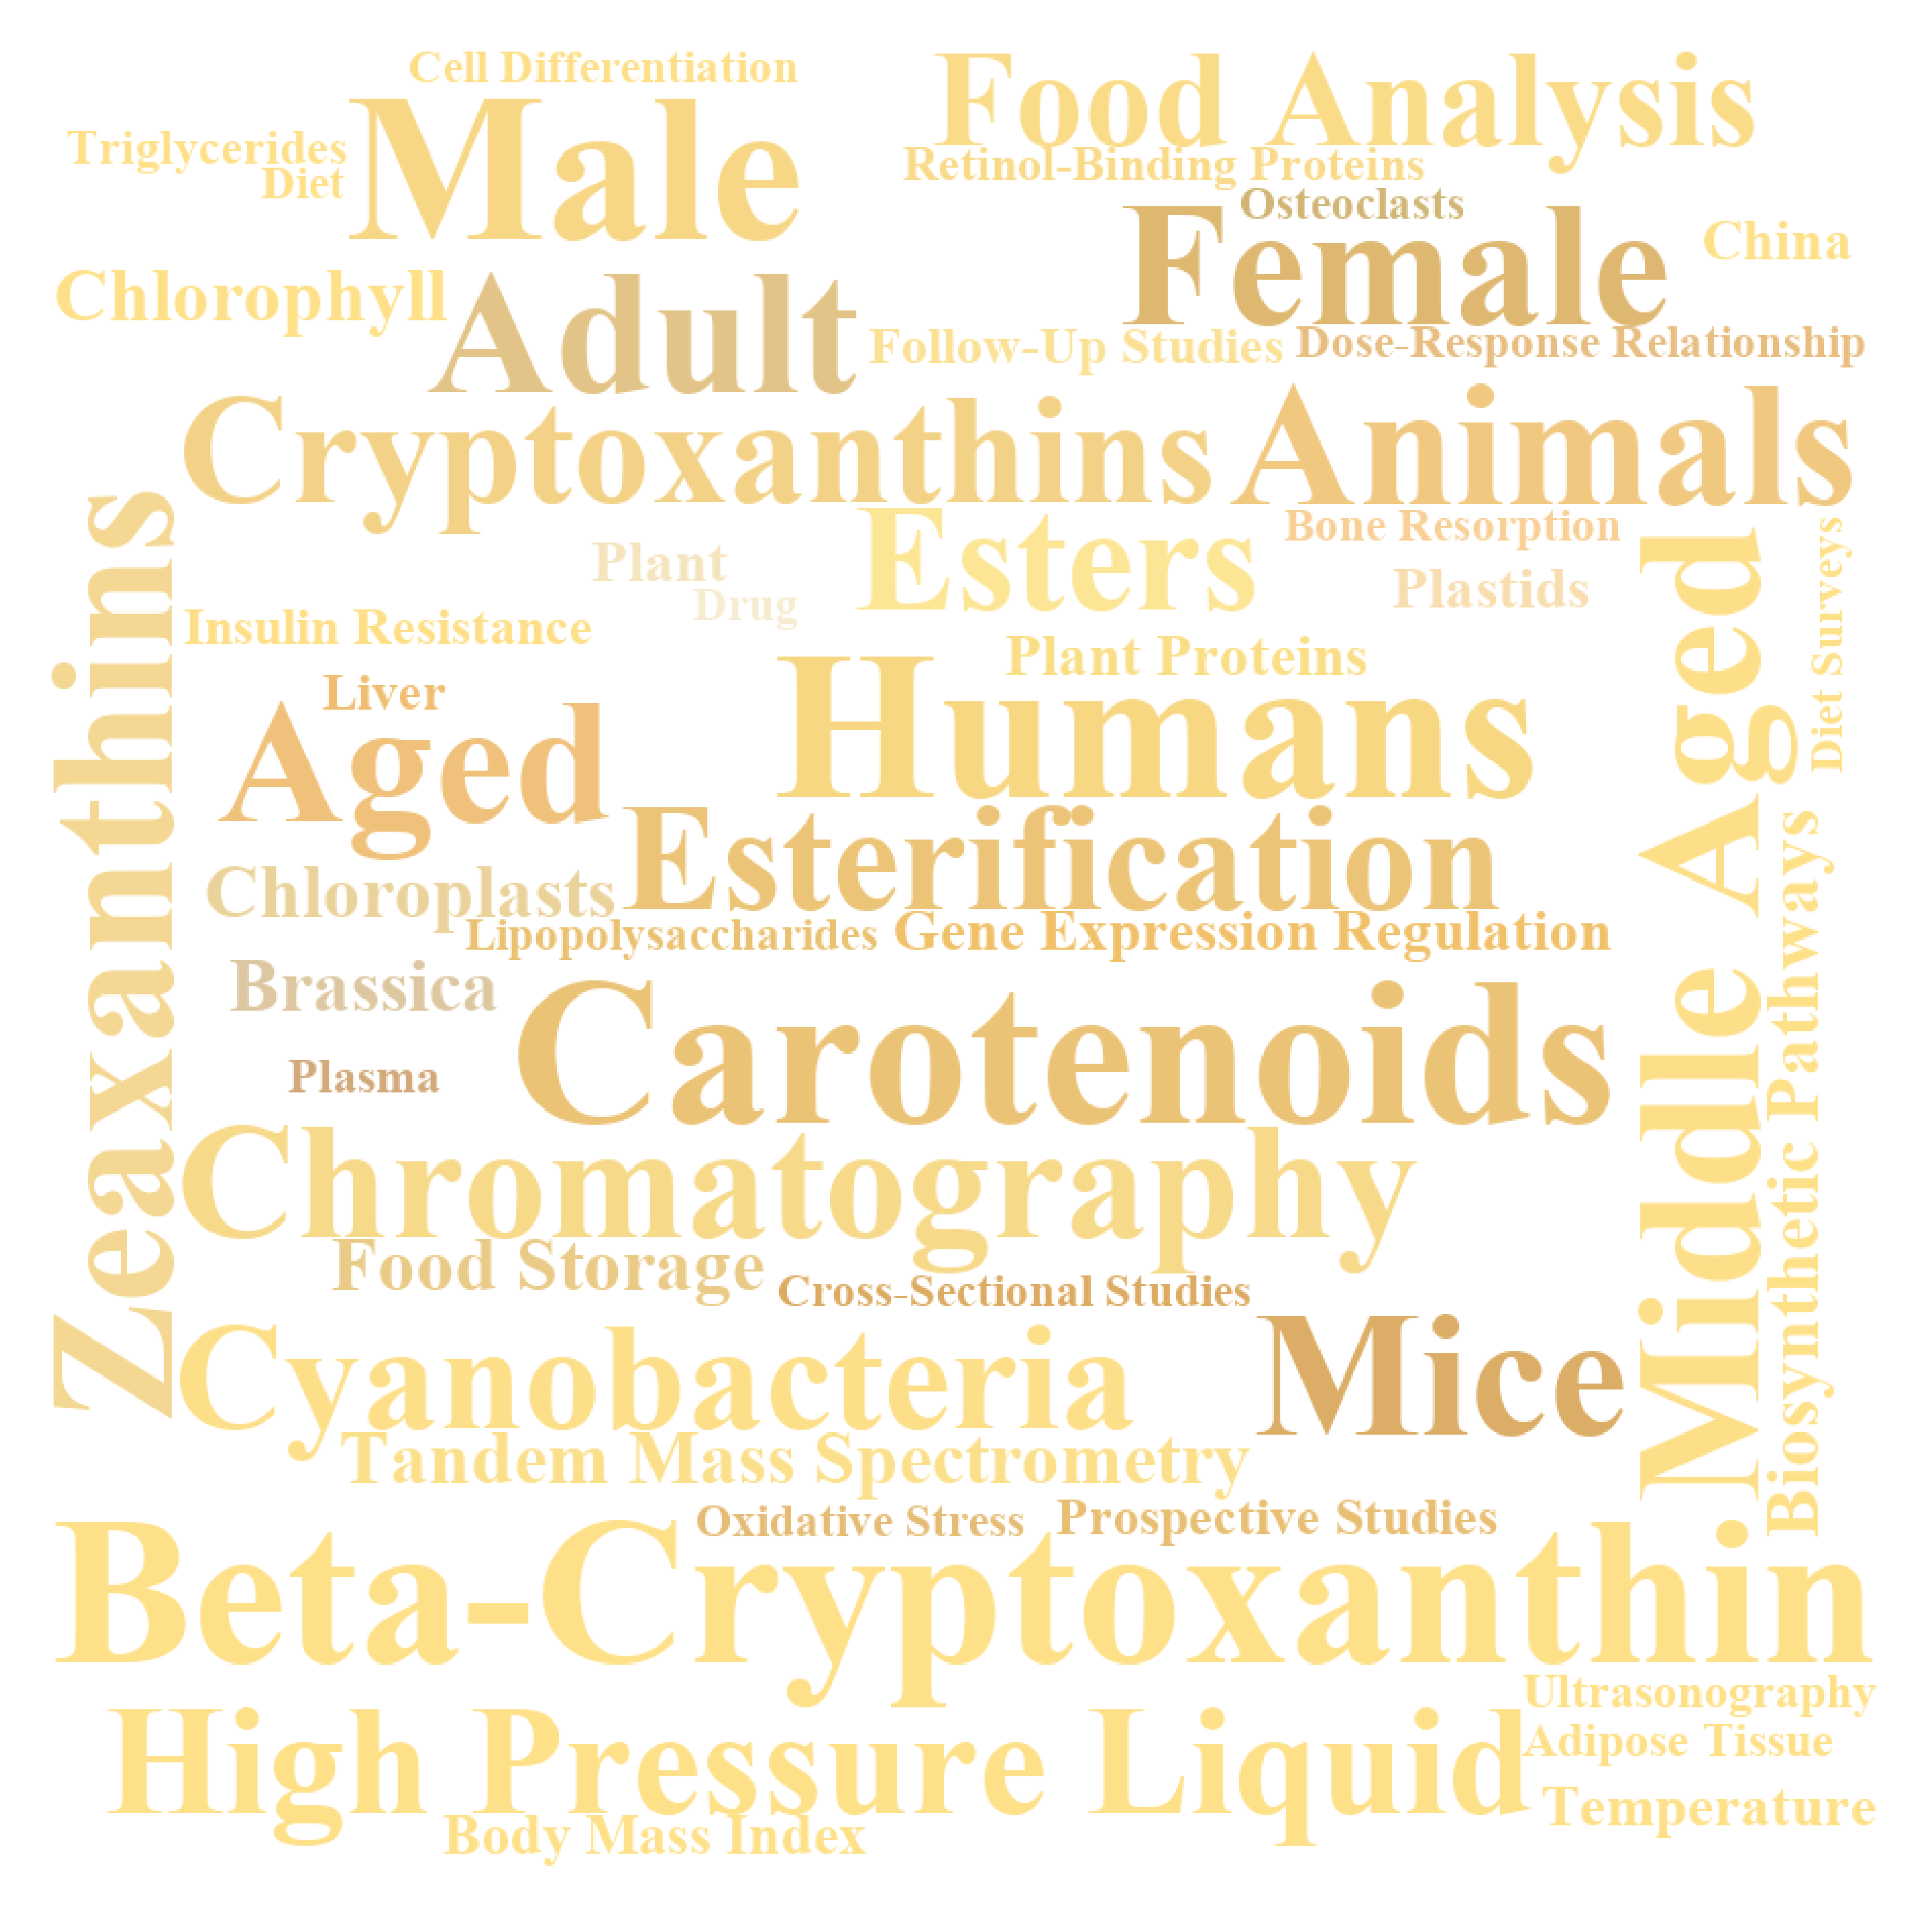 Cell Differentiation
Food Analysis
Male
Triglycerides
Retinol-Binding Proteins
Diet
Osteoclasts
Female
China
Chlorophyll
Adult
Follow-Up Studies
Dose-Response Relationship
Cryptoxanthins
Animals
Zeaxanthins
Esters
Bone Resorption
Middle Aged
Diet Surveys
Plant
Plastids
Drug
Insulin Resistance
Plant Proteins
Humans
Liver
Aged
Esterification
Biosynthetic Pathways
Chloroplasts
Lipopolysaccharides
Gene Expression Regulation
Brassica
Carotenoids
Plasma
Chromatography
Food Storage
Cross-Sectional Studies
Cyanobacteria
Mice
Tandem Mass Spectrometry
Oxidative Stress
Prospective Studies
Beta-Cryptoxanthin
Ultrasonography
High Pressure Liquid
Adipose Tissue
Temperature
Body Mass Index